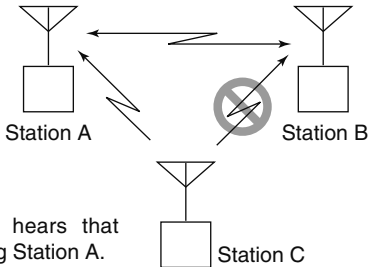 Station A
Station B
hears that
g Station A.
Station C